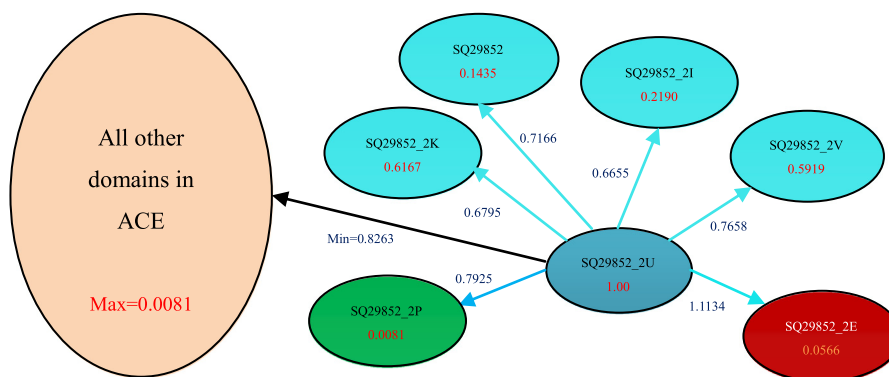 All other
domains in
ACE
Max=0.0081
SQ29852
0.1435
SQ29852_2I
0.2190
SQ29852_2K
0.6167
SQ29852_2V
0.5919
0.7166
0.6655
0.6795
0.7658
Min=0.8263
SQ29852_2U
1.00
0.7925
1.1134
SQ29852_2P
0.0081
SQ29852_2E
0.0566